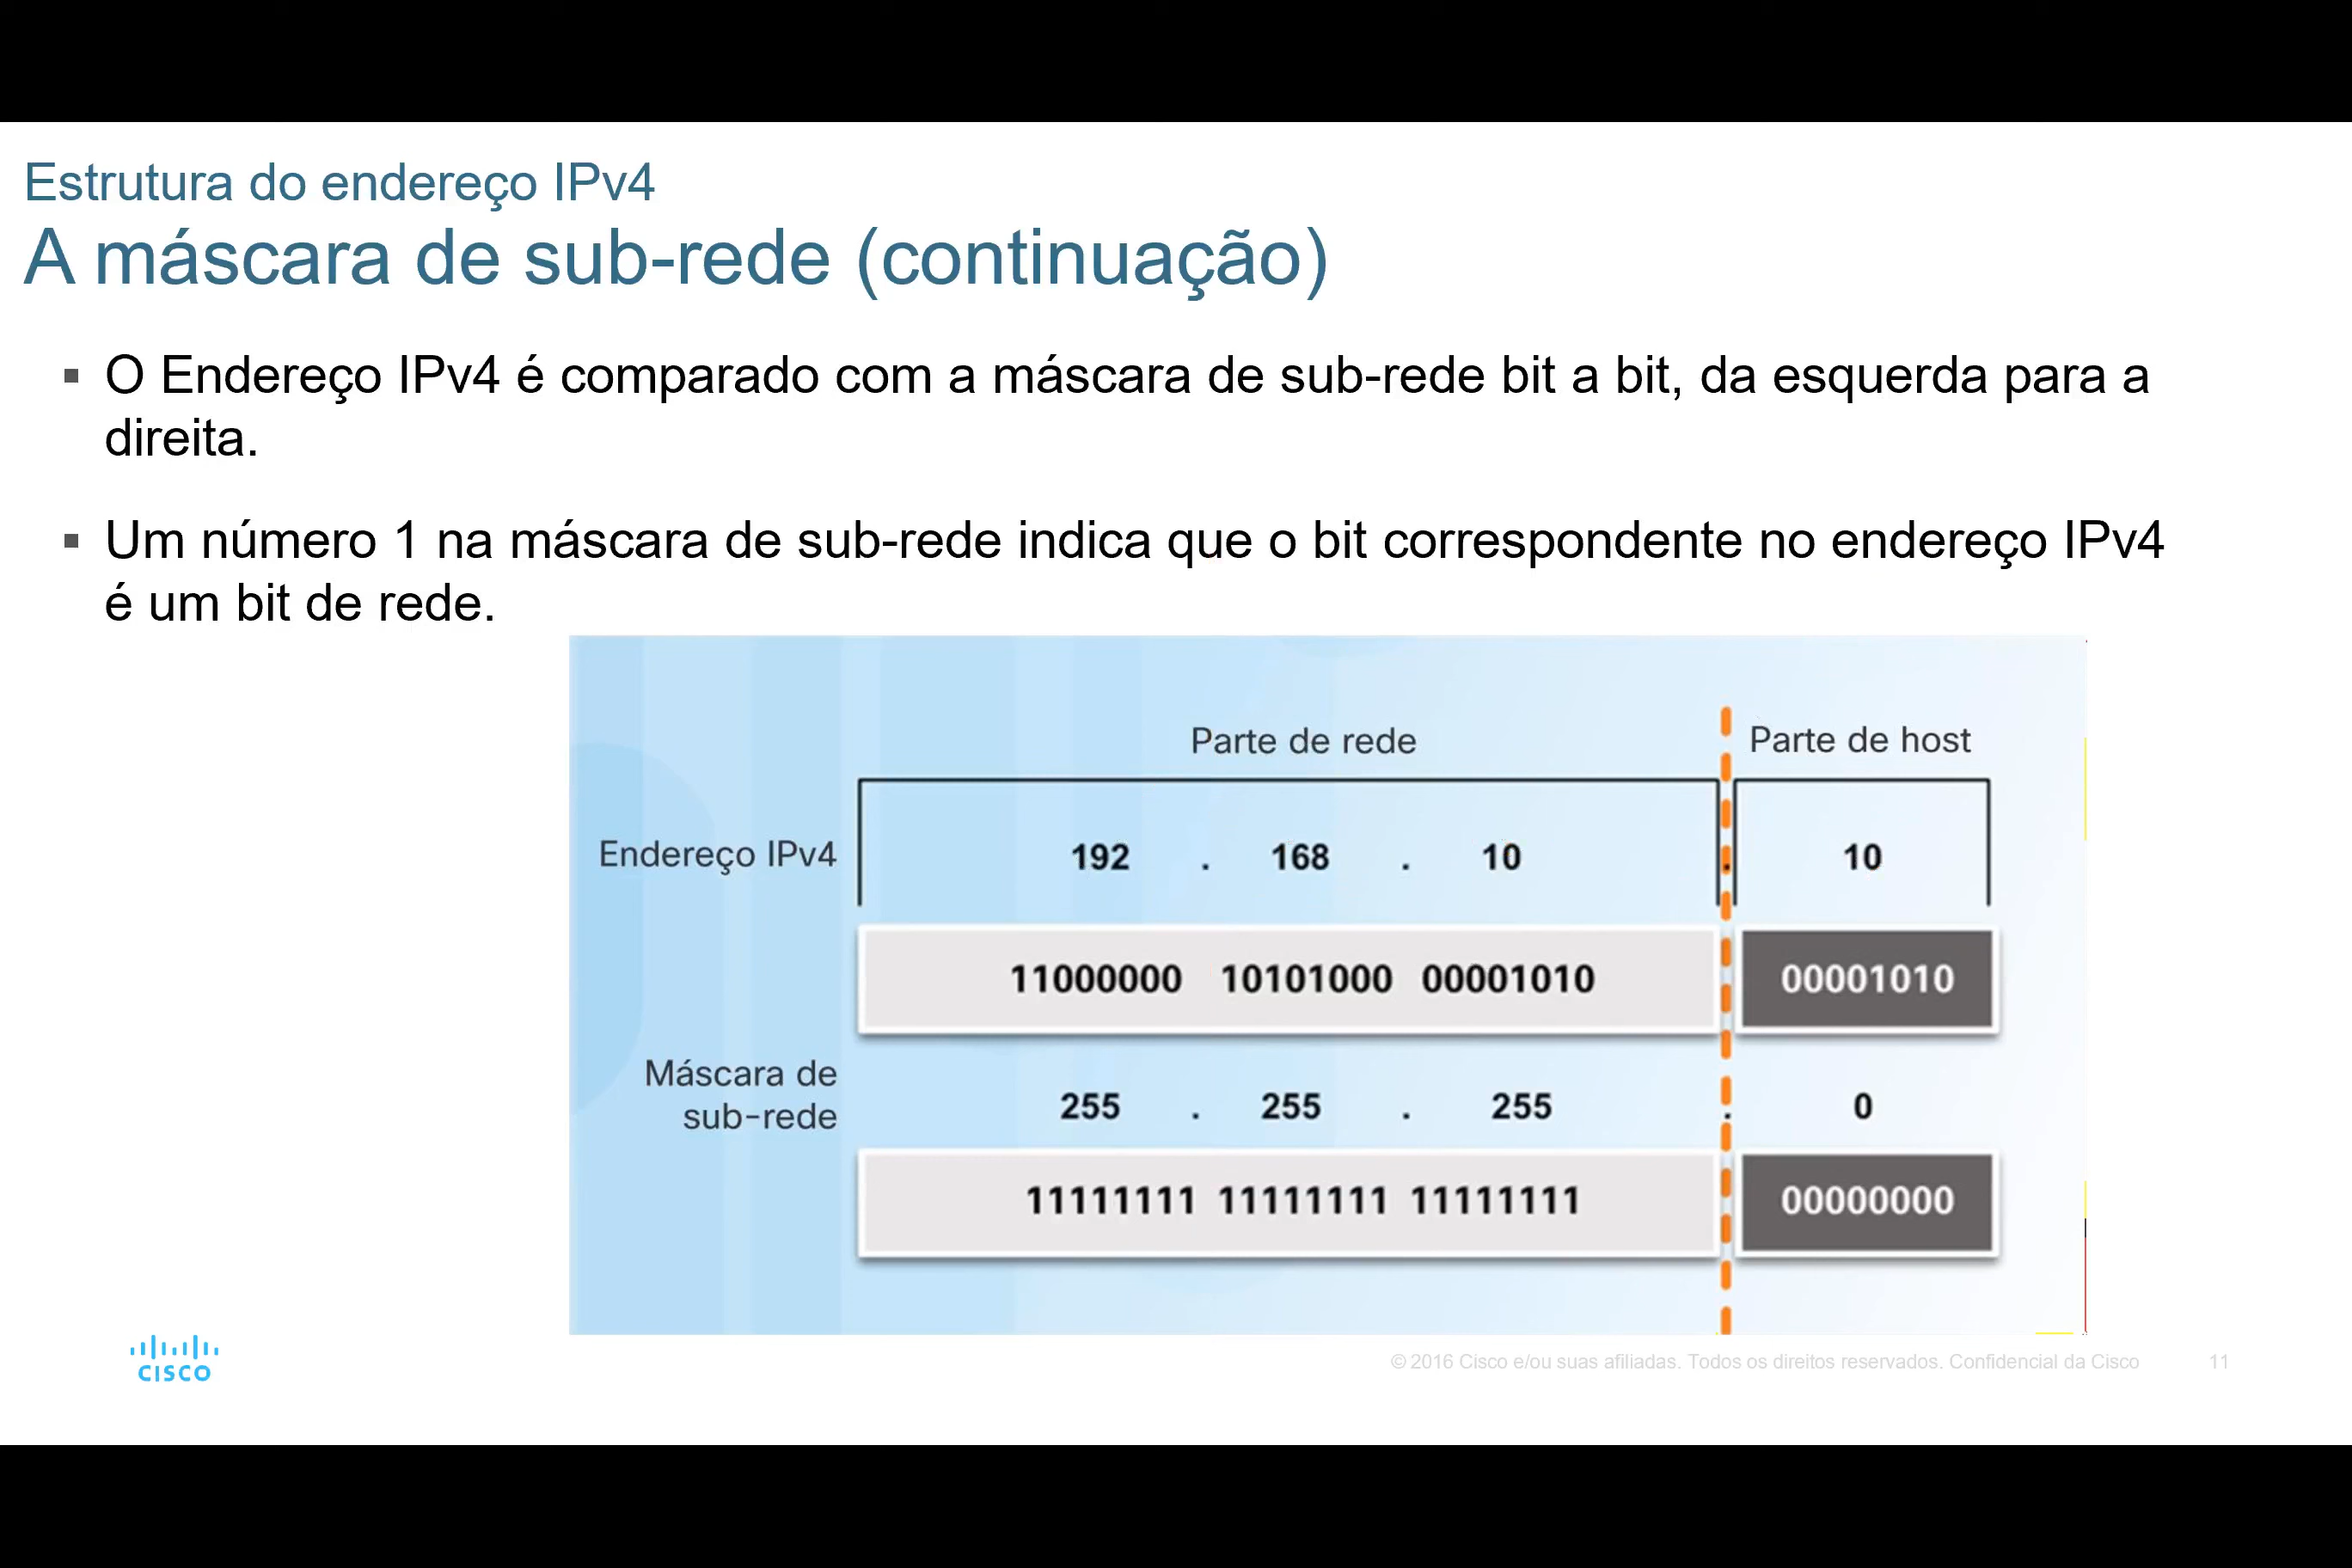 Estrutura do endereço IPv4
A máscara de sub-rede (continuação)
▪ O Endereço IPv4 é comparado com a máscara de sub-rede bit a bit, da esquerda para a
direita.
▪ Um número 1 na máscara de sub-rede indica que o bit correspondente no endereço IPv4
é um bit de rede.
Parte de rede Parte de host
Endereço IPv4 192 . 168 . 10 . 10
11000000 10101000 00001010 00001010
Máscara de
sub-rede 255 . 255 . 255 . 0
11111111 11111111 11111111 00000000
CISCO
© 2016 Cisco e/ou suas afiliadas. Todos os direitos reservados. Confidencial da Cisco 11